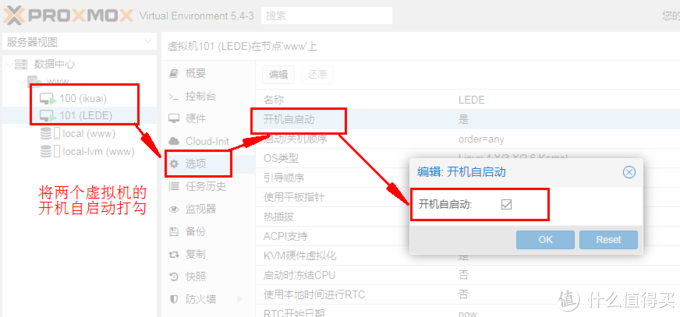 PROXMOX Virtual Environment 5.4-3 搜索 您的
服务器视图
数据中心
www
100 (ikuai)
101 (LEDE)
local (www)
local-lvm (www)
将两个虚拟机的
开机自启动打勾
虚拟机101 (LEDE)在节点'www'上
概要
控制台
硬件
Cloud-Init
选项
任务历史
监视器
备份
复制
快照
防火墙
编辑 还原
名称 LEDE
开机自启动 是
启动/关机顺序 order=any
OS类型
引导顺序
使用平板指针
热插拔
ACPI支持
KVM硬件虚拟化 是
启动时冻结CPU 否
使用本地时间进行RTC 否
RTC开始日期 now
编辑: 开机自启动
开机自启动:
OK Reset
值 什么值得买